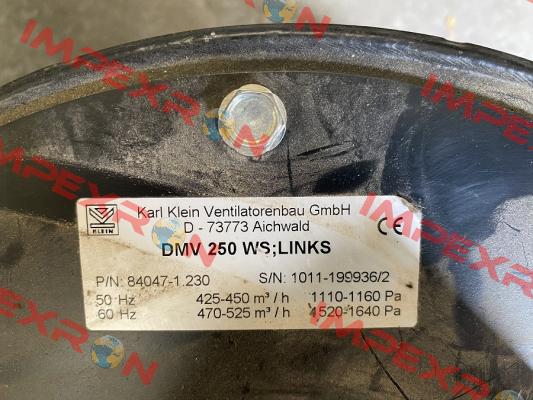 Karl Klein Ventilatorenbau GmbH
D - 73773 Aichwald
KLEIN
CE
DMV 250 WS;LINKS
P/N: 84047-1.230 S/N: 1011-199936/2
50 Hz 425-450 m³ / h 1110-1160 Pa
60 Hz 470-525 m³ / h 1520-1640 Pa
IMPEXRON
IMPEXRON
IMPEXRON
IMPEXRON
IMPEXRON
IMPEXRON